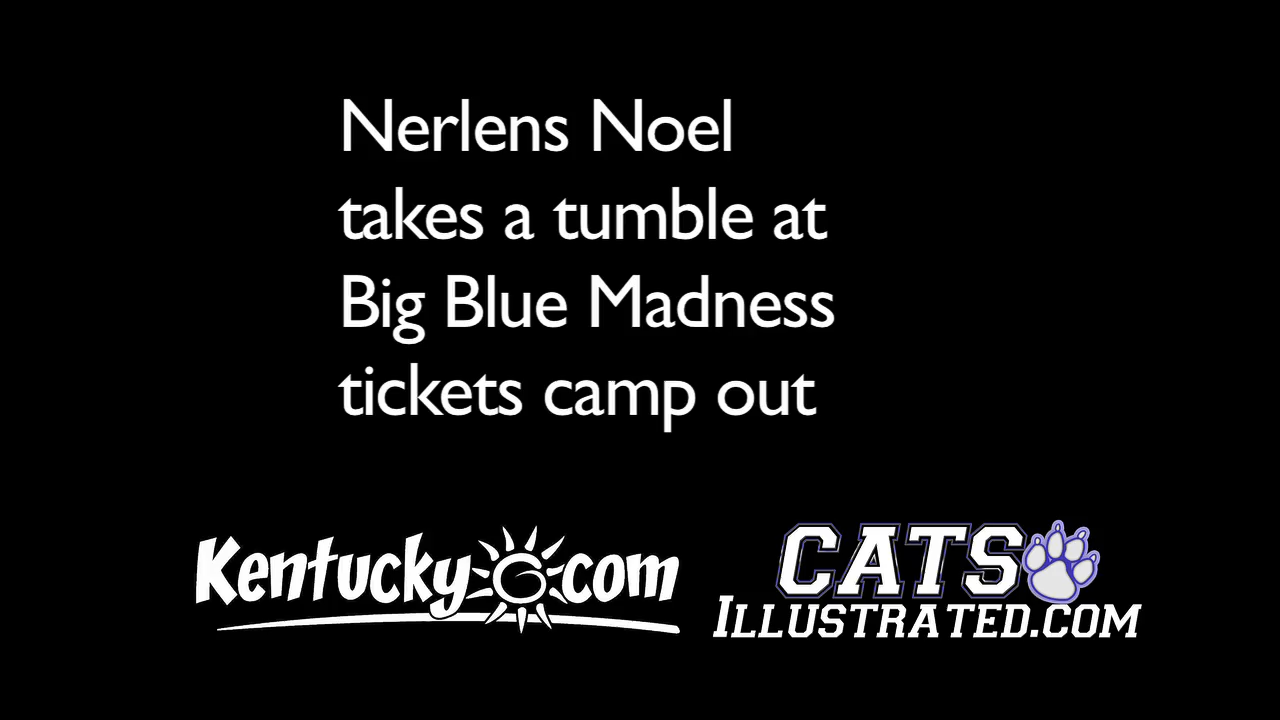 Nerlens Noel
takes a tumble at
Big Blue Madness
tickets camp out
Kentucky.com
CATS
ILLUSTRATED.COM